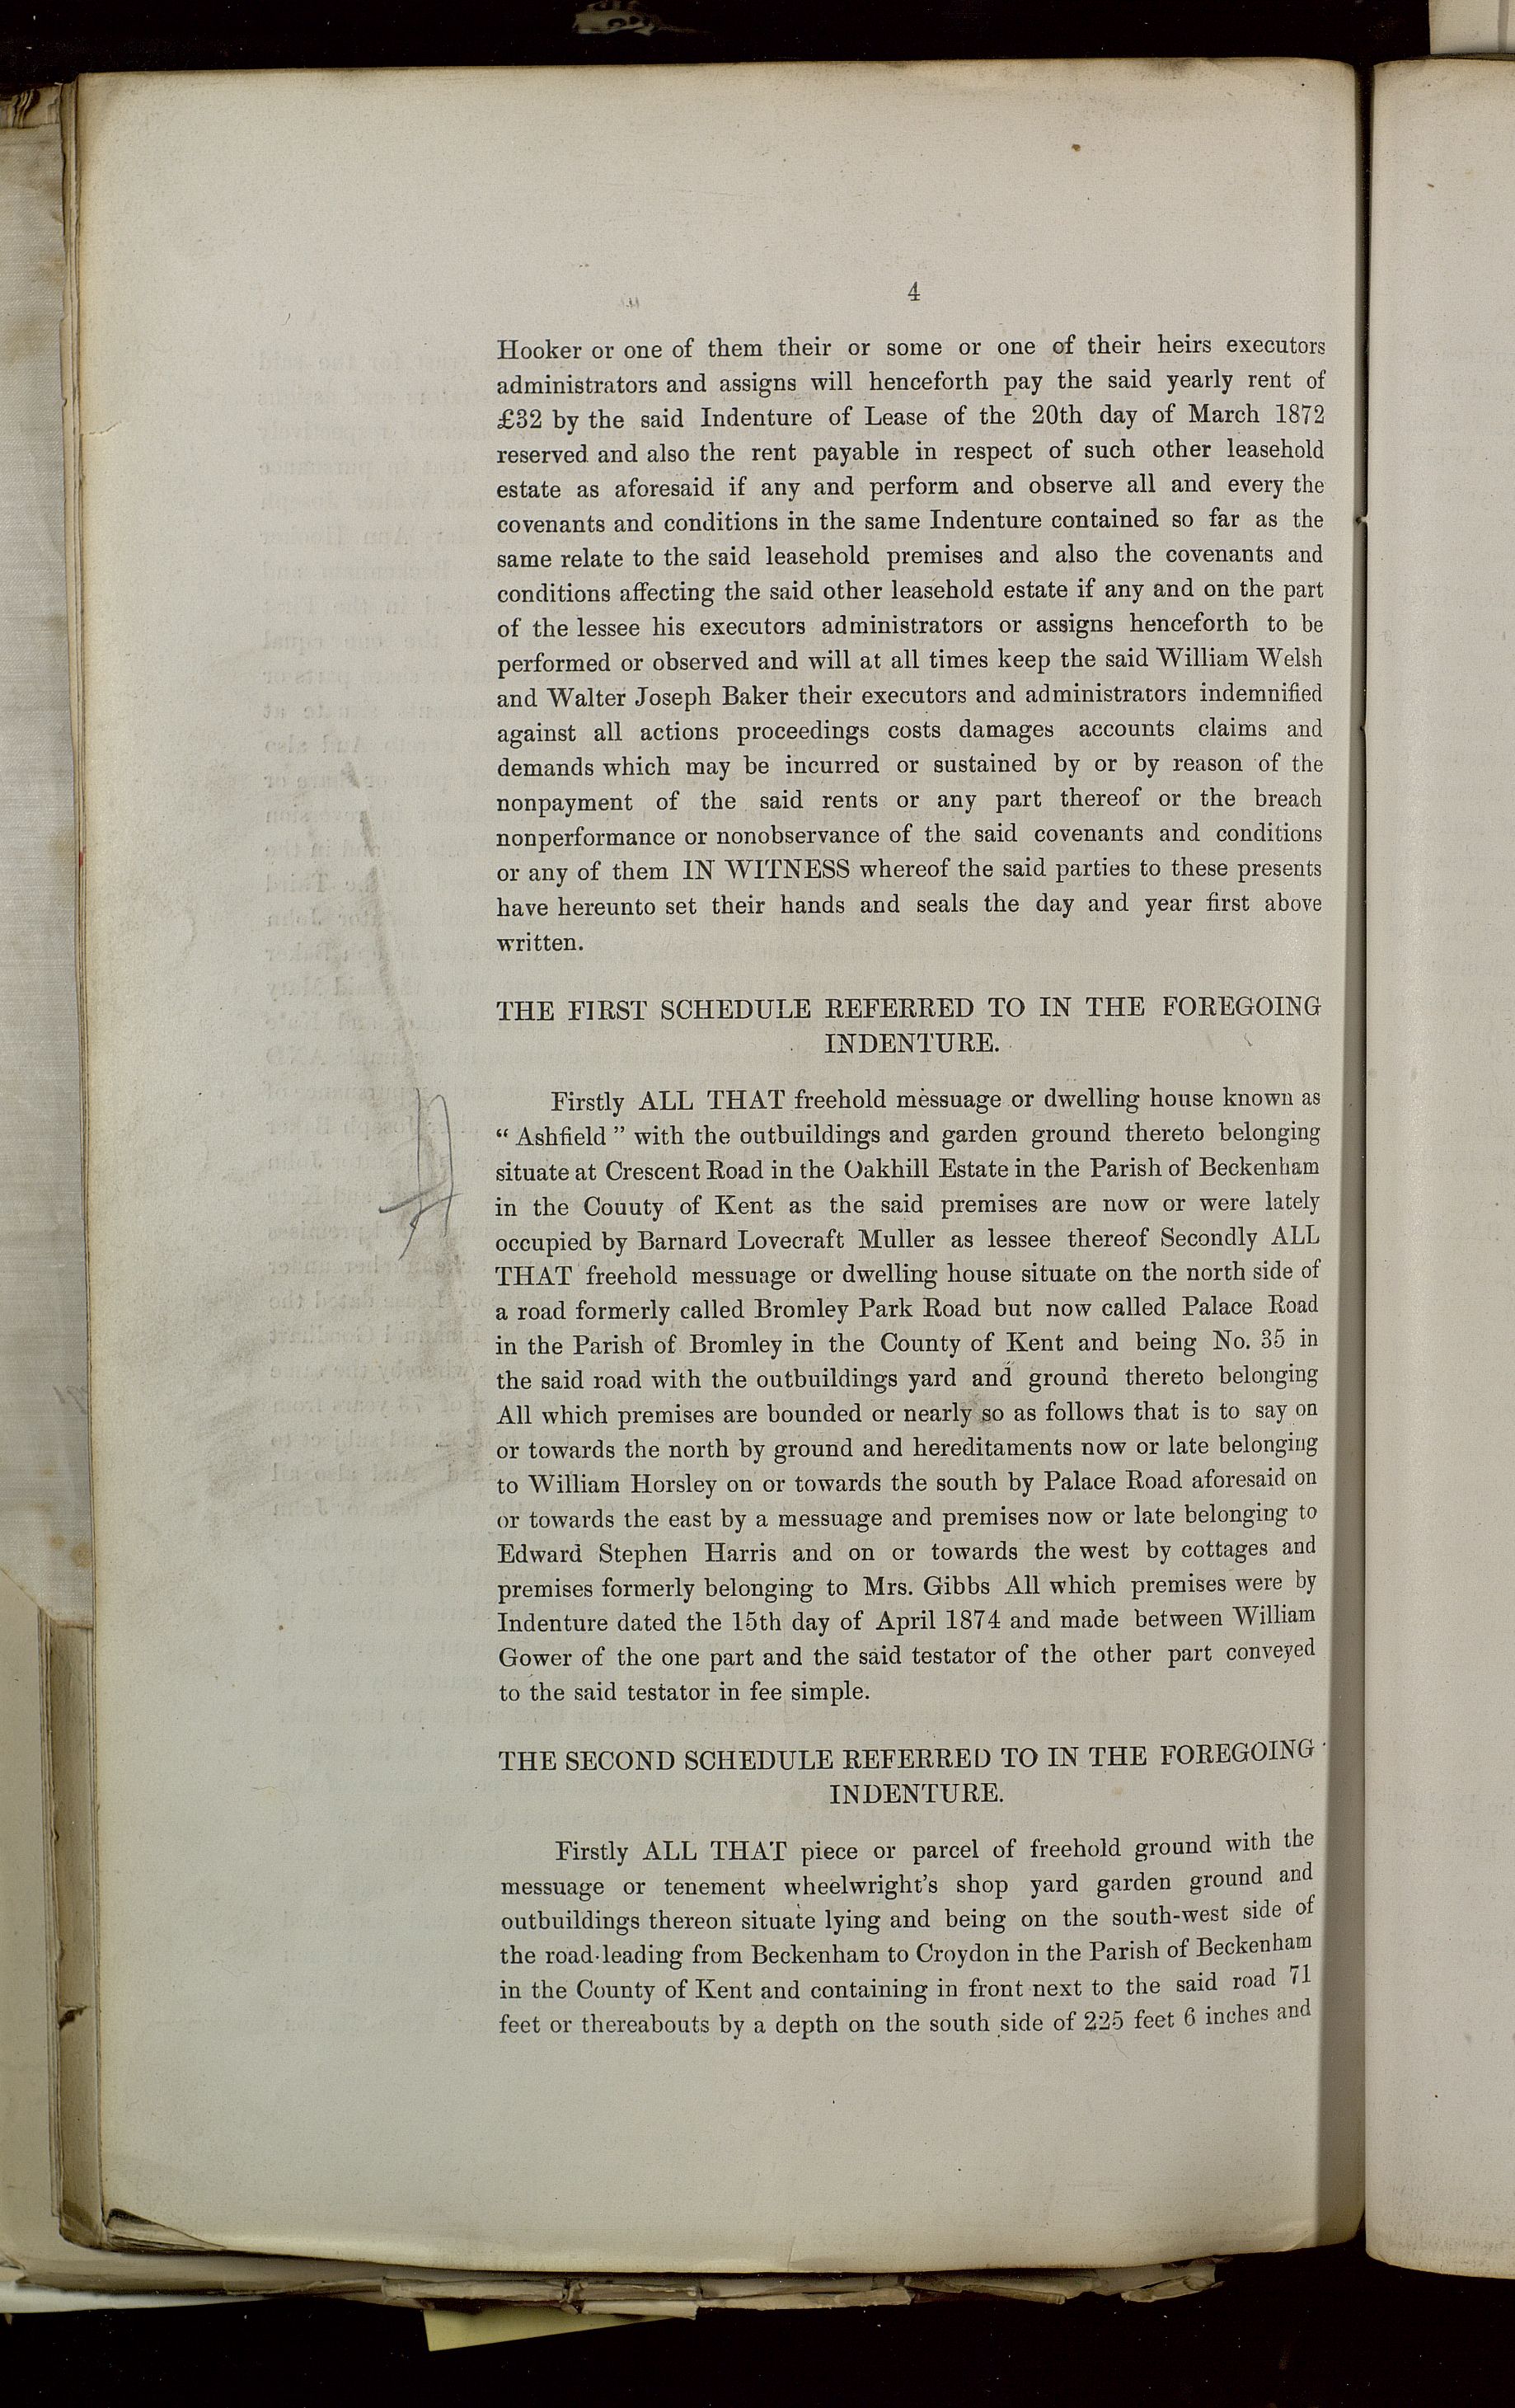 4
Hooker or one of them their or some or one of their heirs executors
administrators and assigns will henceforth pay the said yearly rent of
£32 by the said Indenture of Lease of the 20th day of March 1872
reserved and also the rent payable in respect of such other leasehold
estate as aforesaid if any and perform and observe all and every the
covenants and conditions in the same Indenture contained so far as the
same relate to the said leasehold premises and also the covenants and
conditions affecting the said other leasehold estate if any and on the part
of the lessee his executors administrators or assigns henceforth to be
performed or observed and will at all times keep the said William Welsh
and Walter Joseph Baker their executors and administrators indemnified
against all actions proceedings costs damages accounts claims and
demands which may be incurred or sustained by or by reason of the
nonpayment of the said rents or any part thereof or the breach
nonperformance or nonobservance of the said covenants and conditions
or any of them IN WITNESS whereof the said parties to these presents
have hereunto set their hands and seals the day and year first above
written.
THE FIRST SCHEDULE REFERRED TO IN THE FOREGOING
INDENTURE.
Firstly ALL THAT freehold messuage or dwelling house known as
“ Ashfield ” with the outbuildings and garden ground thereto belonging
situate at Crescent Road in the Oakhill Estate in the Parish of Beckenham
in the Couuty of Kent as the said premises are now or were lately
occupied by Barnard Lovecraft Muller as lessee thereof Secondly ALL
THAT freehold messuage or dwelling house situate on the north side of
a road formerly called Bromley Park Road but now called Palace Road
in the Parish of Bromley in the County of Kent and being No. 35 in
the said road with the outbuildings yard and ground thereto belonging
All which premises are bounded or nearly so as follows that is to say on
or towards the north by ground and hereditaments now or late belonging
to William Horsley on or towards the south by Palace Road aforesaid on
or towards the east by a messuage and premises now or late belonging to
Edward Stephen Harris and on or towards the west by cottages and
premises formerly belonging to Mrs. Gibbs All which premises were by
Indenture dated the 15th day of April 1874 and made between William
Gower of the one part and the said testator of the other part conveyed
to the said testator in fee simple.
THE SECOND SCHEDULE REFERRED TO IN THE FOREGOING
INDENTURE.
Firstly ALL THAT piece or parcel of freehold ground with the
messuage or tenement wheelwright's shop yard garden ground and
outbuildings thereon situate lying and being on the south-west side of
the road leading from Beckenham to Croydon in the Parish of Beckenham
in the County of Kent and containing in front next to the said road 71
feet or thereabouts by a depth on the south side of 225 feet 6 inches and